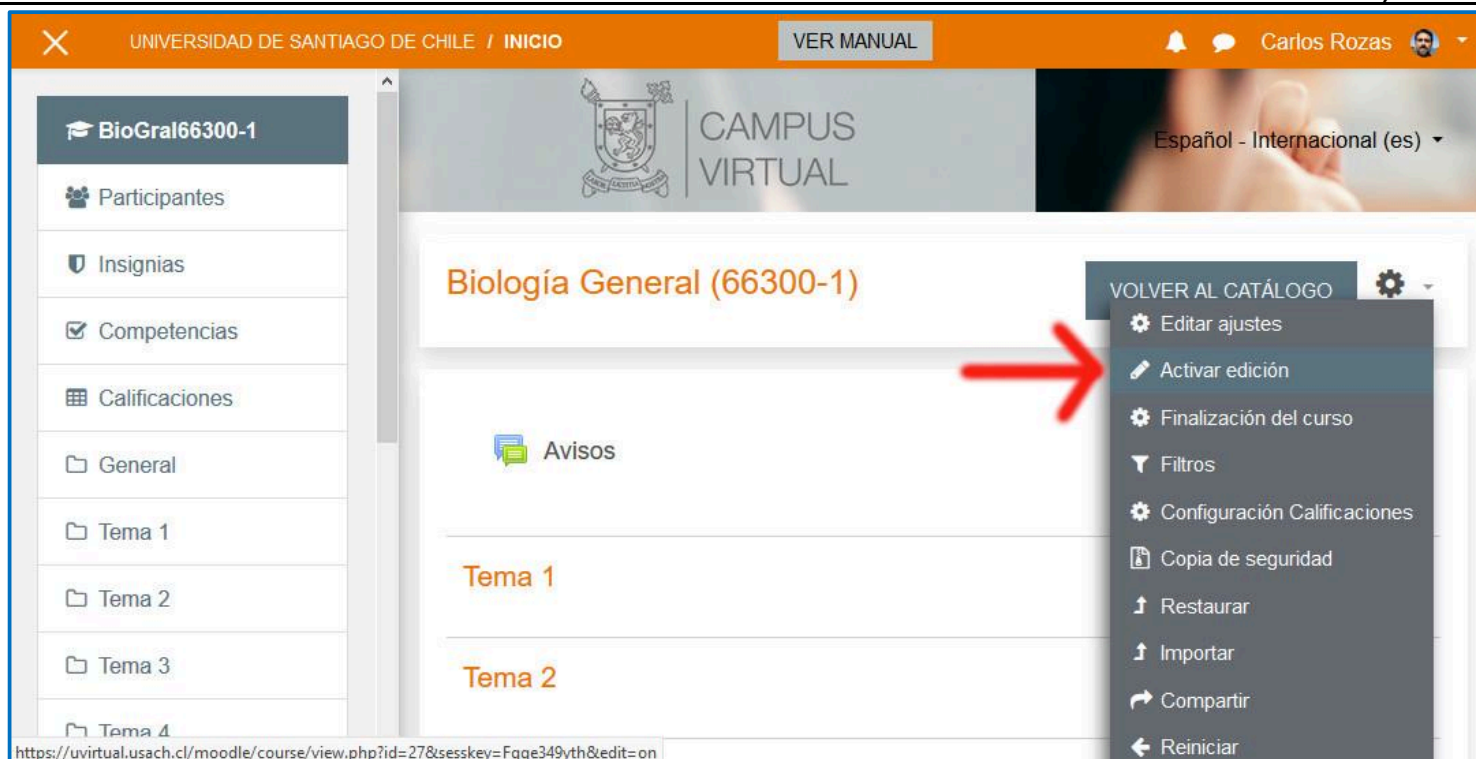 UNIVERSIDAD DE SANTIAGO DE CHILE / INICIO
VER MANUAL
Carlos Rozas
BioGral66300-1
Participantes
Insignias
Competencias
Calificaciones
General
Tema 1
Tema 2
Tema 3
Tema 4
CAMPUS
VIRTUAL
Español - Internacional (es)
Biología General (66300-1)
VOLVER AL CATÁLOGO
Avisos
Tema 1
Tema 2
Editar ajustes
Activar edición
Finalización del curso
Filtros
Configuración Calificaciones
Copia de seguridad
Restaurar
Importar
Compartir
Reiniciar
https://uvirtual.usach.cl/moodle/course/view.php?id=27&sesskey=Fgqe349yth&edit=on